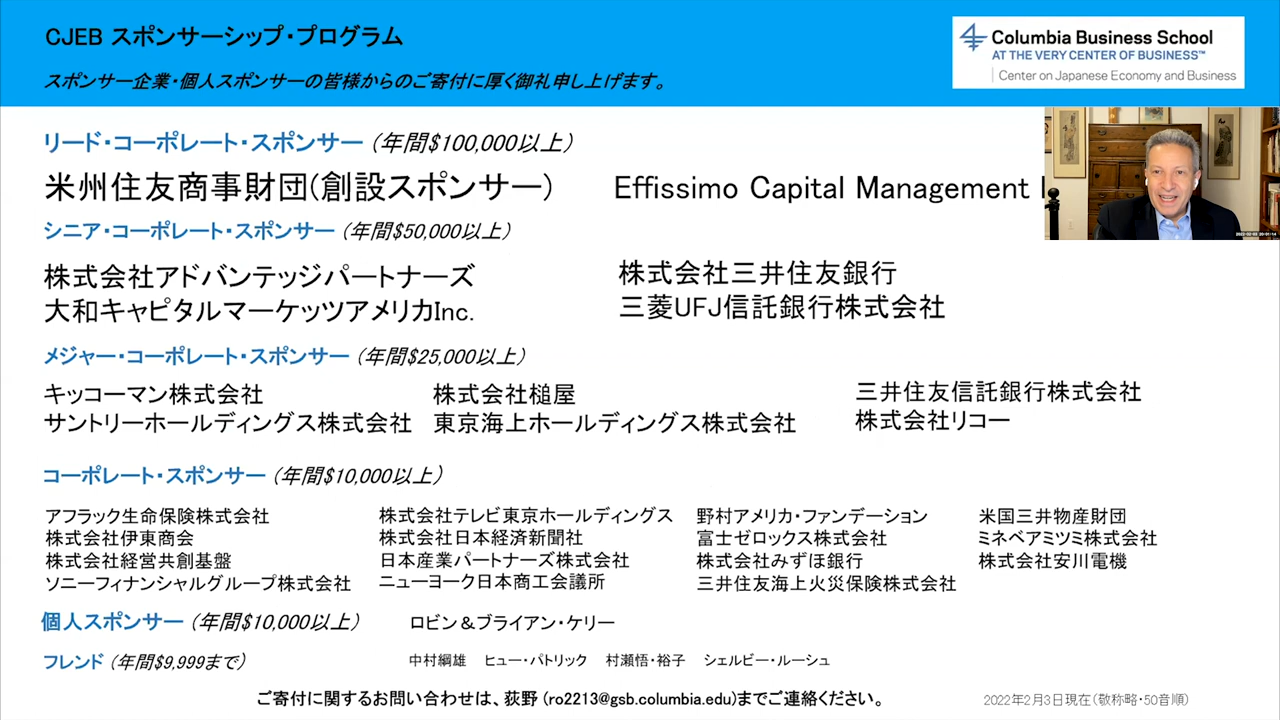 CJEB スポンサーシップ・プログラム
スポンサー企業・個人スポンサーの皆様からのご寄付に厚く御礼申し上げます。
Columbia Business School
AT THE VERY CENTER OF BUSINESS™
Center on Japanese Economy and Business
リード・コーポレート・スポンサー (年間$100,000以上)
米州住友商事財団(創設スポンサー) Effissimo Capital Management
シニア・コーポレート・スポンサー (年間$50,000以上)
株式会社アドバンテッジパートナーズ 株式会社三井住友銀行
大和キャピタルマーケッツアメリカInc. 三菱UFJ信託銀行株式会社
メジャー・コーポレート・スポンサー (年間$25,000以上)
キッコーマン株式会社 株式会社槌屋 三井住友信託銀行株式会社
サントリーホールディングス株式会社 東京海上ホールディングス株式会社 株式会社リコー
コーポレート・スポンサー (年間$10,000以上)
アフラック生命保険株式会社 株式会社テレビ東京ホールディングス 野村アメリカ・ファンデーション 米国三井物産財団
株式会社伊東商会 株式会社日本経済新聞社 富士ゼロックス株式会社 ミネベアミツミ株式会社
株式会社経営共創基盤 日本産業パートナーズ株式会社 株式会社みずほ銀行 株式会社安川電機
ソニーフィナンシャルグループ株式会社 ニューヨーク日本商工会議所 三井住友海上火災保険株式会社
個人スポンサー (年間$10,000以上) ロビン＆ブライアン・ケリー
フレンド (年間$9,999まで) 中村綱雄 ヒュー・パトリック 村瀬悟・裕子 シェルビー・ルーシュ
ご寄付に関するお問い合わせは、荻野 (ro2213@gsb.columbia.edu)までご連絡ください。
2022年2月3日現在(敬称略・50音順)